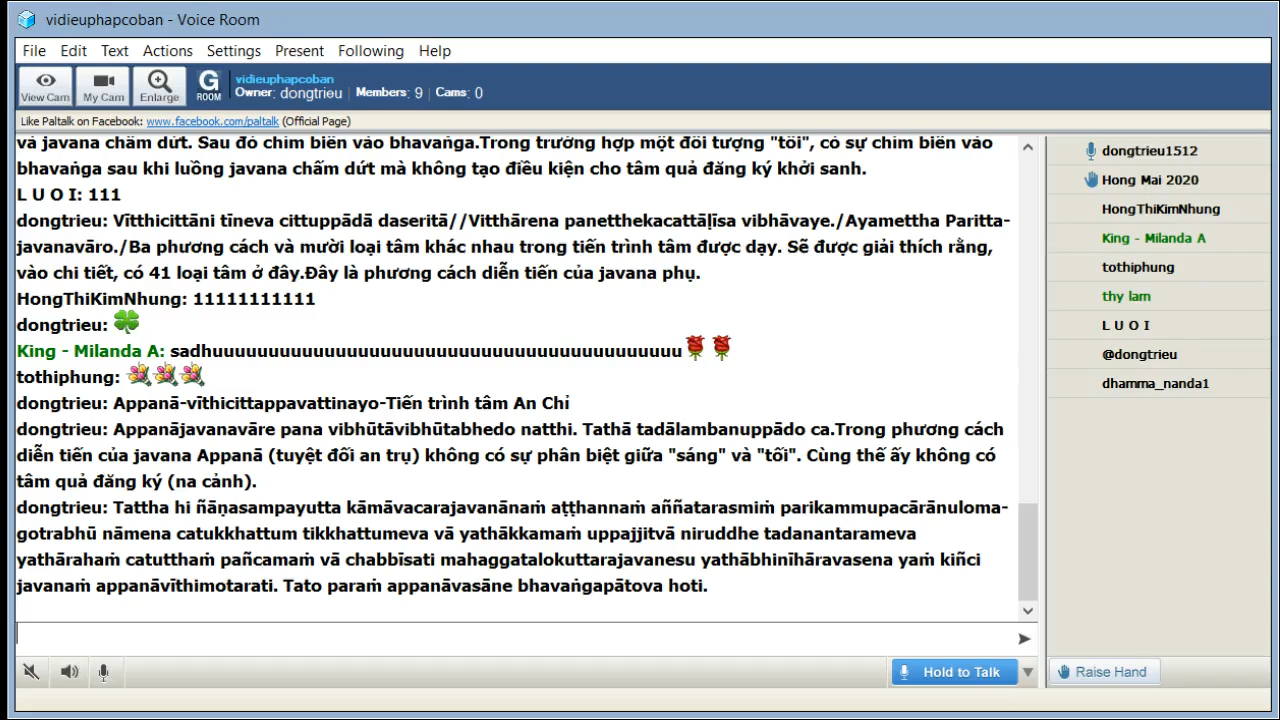 vidieuphapcoban - Voice Room
File Edit Text Actions Settings Present Following Help
View Cam My Cam Enlarge G ROOM
vidieuphapcoban
Owner: dongtrieu Members: 9 Cams: 0
Like Paltalk on Facebook: www.facebook.com/paltalk (Official Page)
và javana chấm dứt. Sau đó chìm biến vào bhavaṅga.Trong trường hợp một đối tượng "tối", có sự chìm biến vào
bhavaṅga sau khi luồng javana chấm dứt mà không tạo điều kiện cho tâm quả đăng ký khởi sanh.
L U O I: 111
dongtrieu: Vītthicittāni tīneva cittuppādā daseritā//Vitthārena panetthekacattāḷīsa vibhāvaye./Ayamettha Paritta-
javanavāro./Ba phương cách và mười loại tâm khác nhau trong tiến trình tâm được dạy. Sẽ được giải thích rằng,
vào chi tiết, có 41 loại tâm ở đây.Đây là phương cách diễn tiến của javana phụ.
HongThiKimNhung: 11111111111
dongtrieu:
King - Milanda A: sadhuuuuuuuuuuuuuuuuuuuuuuuuuuuuuuuuuuuuuuuuuu
tothiphung:
dongtrieu: Appanā-vīthicittappavattinayo-Tiến trình tâm An Chỉ
dongtrieu: Appanājavanavāre pana vibhūtāvibhūtabhedo natthi. Tathā tadālambanuppādo ca.Trong phương cách
diễn tiến của javana Appanā (tuyệt đối an trụ) không có sự phân biệt giữa "sáng" và "tối". Cùng thế ấy không có
tâm quả đăng ký (na cảnh).
dongtrieu: Tattha hi ñāṇasampayutta kāmāvacarajavanānaṁ aṭṭhannaṁ aññatarasmiṁ parikammupacārānuloma-
gotrabhū nāmena catukkhattum tikkhattumeva vā yathākkamaṁ uppajjitvā niruddhe tadanantarameva
yathārahaṁ catutthaṁ pañcamaṁ vā chabbīsati mahaggatalokuttarajavanesu yathābhinīhāravasena yaṁ kiñci
javanaṁ appanāvīthimotarati. Tato paraṁ appanāvasāne bhavaṅgapātova hoti.
dongtrieu1512
Hong Mai 2020
HongThiKimNhung
King - Milanda A
tothiphung
thy lam
L U O I
@dongtrieu
dhamma_nanda1
Hold to Talk
Raise Hand